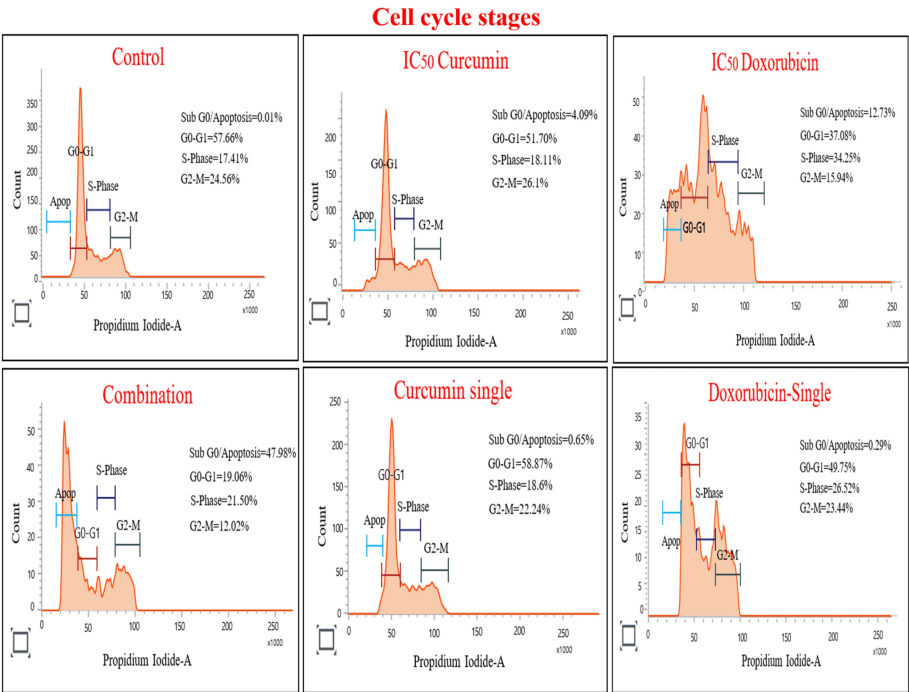 Cell cycle stages
Control
Sub G0/Apoptosis=0.01%
G0-G1=57.66%
S-Phase=17.41%
G2-M=24.56%
G0-G1
S-Phase
Apop
G2-M
Count
350
300
250
200
150
100
50
0
0 50 100 150 200 250
x1000
Propidium Iodide-A
IC50 Curcumin
Sub G0/Apoptosis=4.09%
G0-G1=51.70%
S-Phase=18.11%
G2-M=26.1%
G0-G1
S-Phase
Apop
G2-M
Count
200
150
100
50
0
0 50 100 150 200 250
x1000
Propidium Iodide-A
IC50 Doxorubicin
Sub G0/Apoptosis=12.73%
G0-G1=37.08%
S-Phase=34.25%
G2-M=15.94%
S-Phase
G2-M
Apop
G0-G1
Count
50
40
30
20
10
0
0 50 100 150 200 250
x1000
Propidium Iodide-A
Combination
Sub G0/Apoptosis=47.98%
G0-G1=19.06%
S-Phase=21.50%
G2-M=12.02%
S-Phase
Apop
G2-M
G0-G1
Count
50
40
30
20
10
0
0 50 100 150 200 250
x1000
Propidium Iodide-A
Curcumin single
Sub G0/Apoptosis=0.65%
G0-G1=58.87%
S-Phase=18.6%
G2-M=22.24%
G0-G1
S-Phase
Apop
G2-M
Count
250
200
150
100
50
0
0 50 100 150 200 250
x1000
Propidium Iodide-A
Doxorubicin-Single
Sub G0/Apoptosis=0.29%
G0-G1=49.75%
S-Phase=26.52%
G2-M=23.44%
G0-G1
S-Phase
Apop
G2-M
Count
35
30
25
20
15
10
5
0 50 100 150 200 250
x1000
Propidium Iodide-A